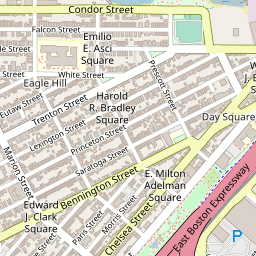 Condor Street
Falcon Street
Emilio
E. Asci
Square
White Street
Eagle Hill
Prescott Street
Harold
R. Bradley
Square
Eutaw Street
Trenton Street
Day Square
Lexington Street
Princeton Street
Marion Street
Saratoga Street
Bennington Street
E. Milton
Adelman
Square
Edward
J. Clark
Square
Paris Street
Morris Street
Chelsea Street
East Boston Expressway
P